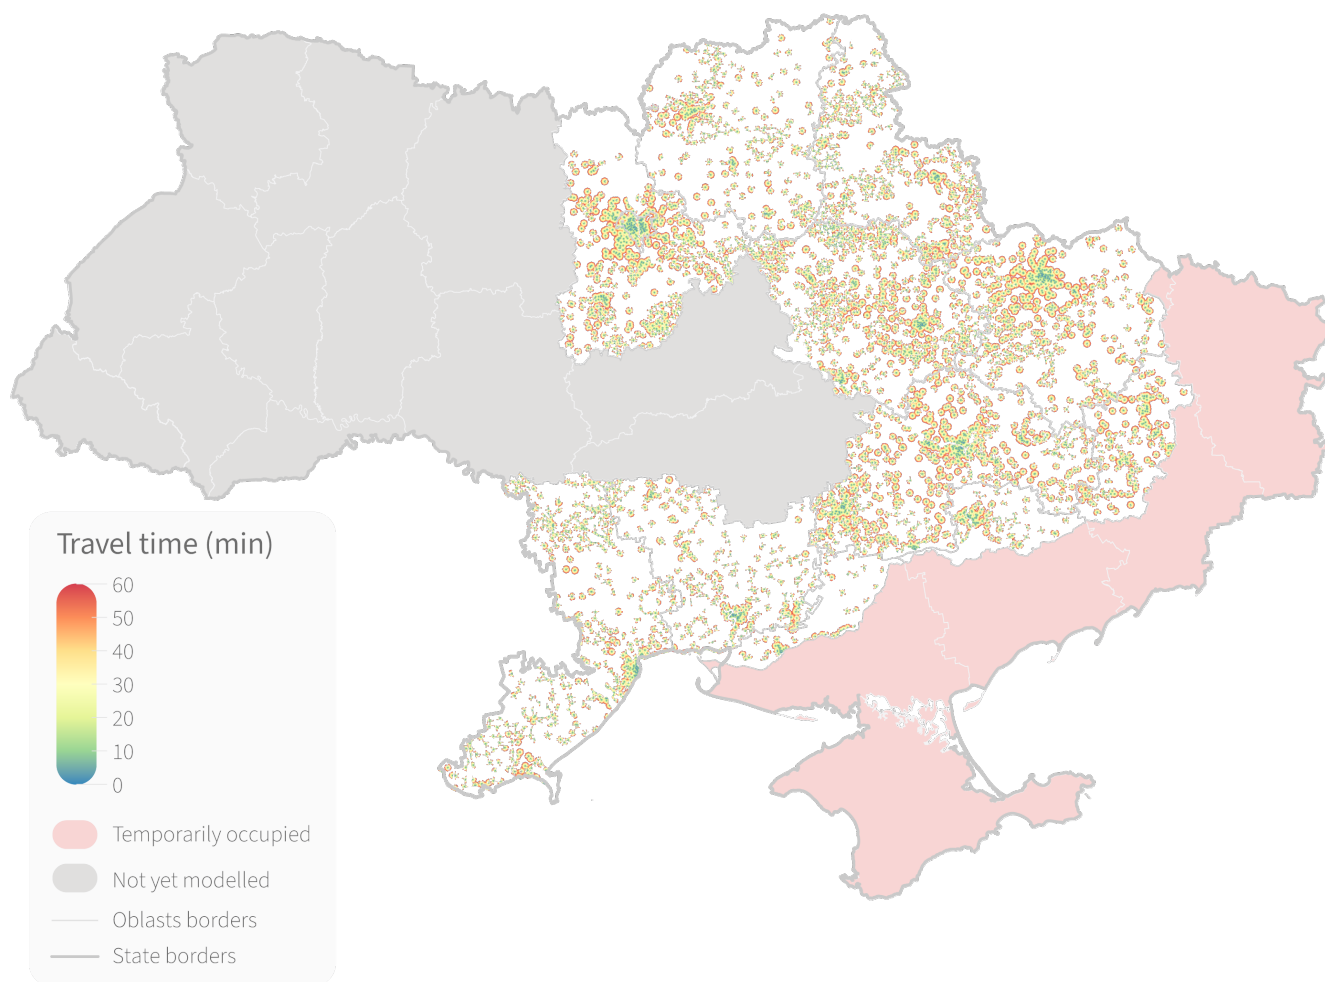 Travel time (min)
60
50
40
30
20
10
0
Temporarily occupied
Not yet modelled
Oblasts borders
State borders